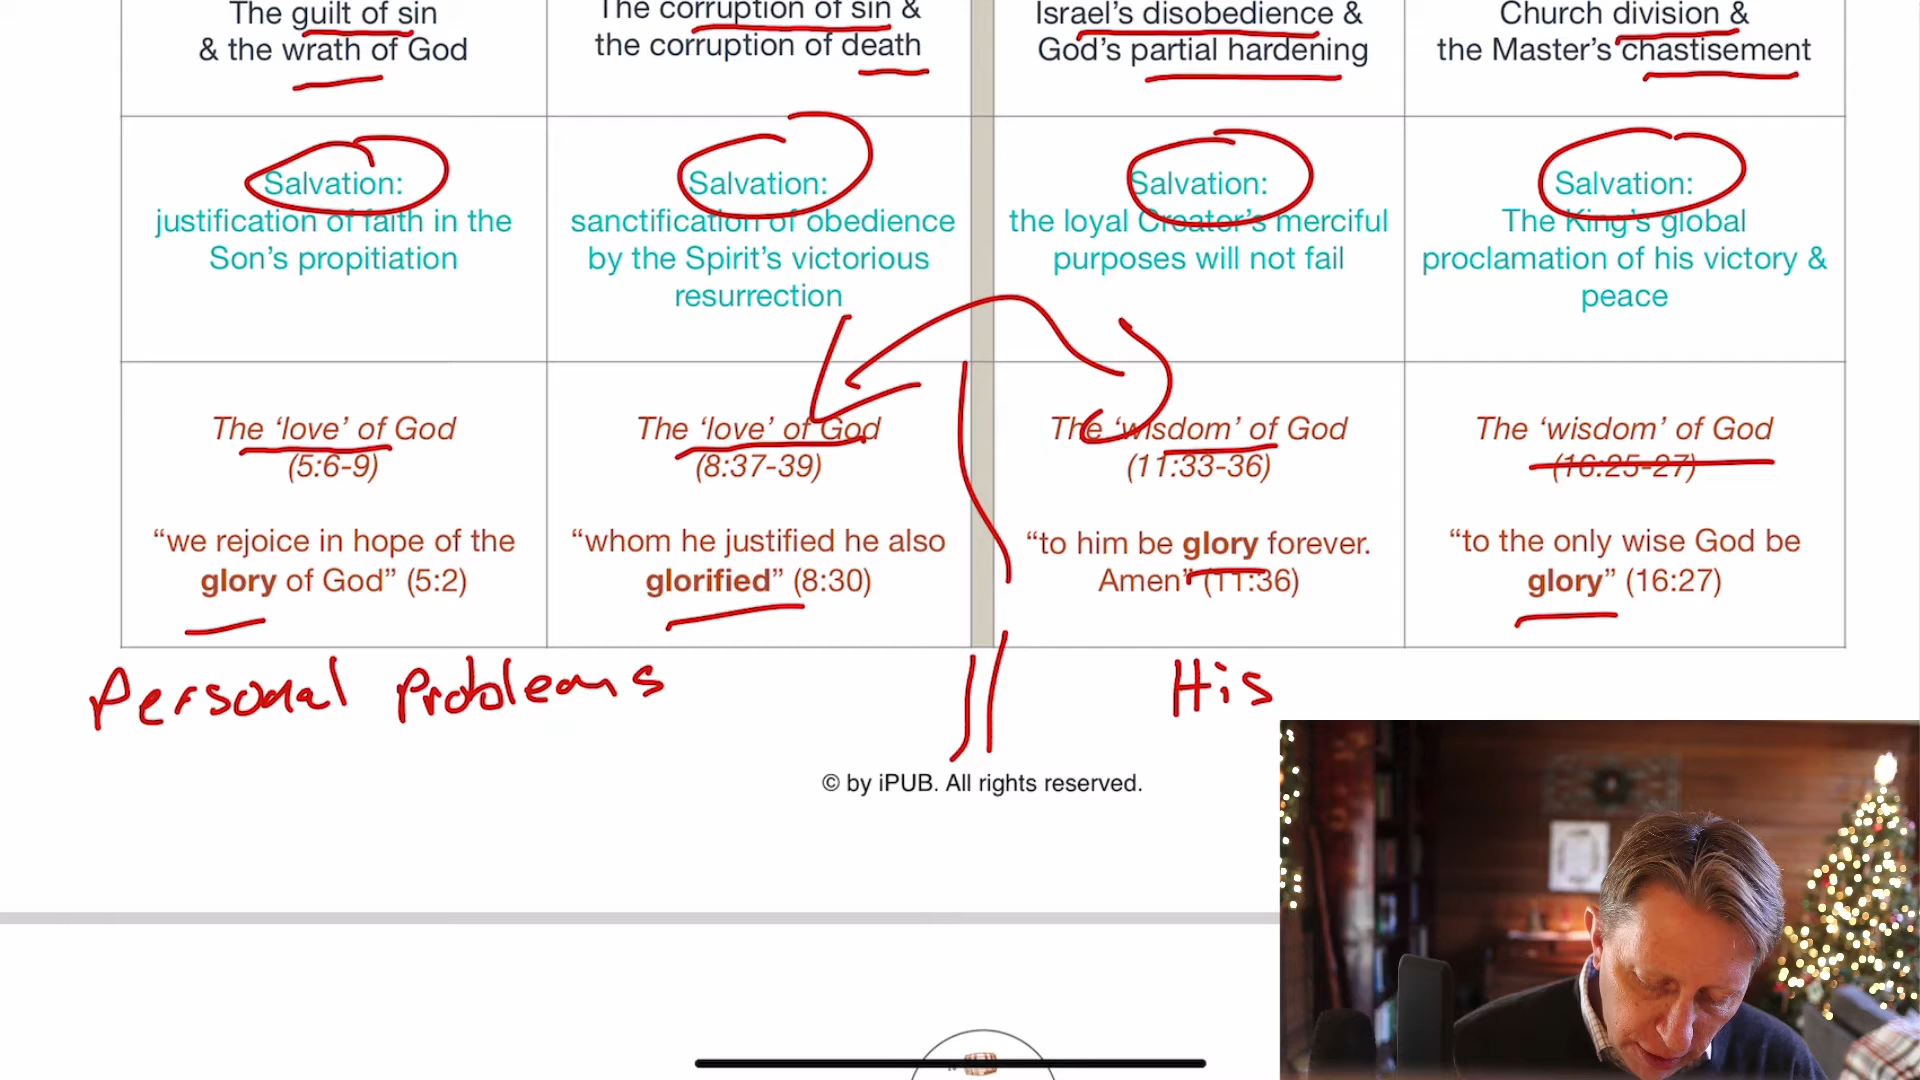 The guilt of sin
& the wrath of God
The corruption of sin &
the corruption of death
Israel’s disobedience &
God’s partial hardening
Church division &
the Master’s chastisement
Salvation:
justification of faith in the
Son’s propitiation
Salvation:
sanctification of obedience
by the Spirit’s victorious
resurrection
Salvation:
the loyal Creator’s merciful
purposes will not fail
Salvation:
The King’s global
proclamation of his victory &
peace
The ‘love’ of God
(5:6-9)
“we rejoice in hope of the
glory of God” (5:2)
The ‘love’ of God
(8:37-39)
“whom he justified he also
glorified” (8:30)
The ‘wisdom’ of God
(11:33-36)
“to him be glory forever.
Amen” (11:36)
The ‘wisdom’ of God
(16:25-27)
“to the only wise God be
glory” (16:27)
Personal Problems
His
© by iPUB. All rights reserved.